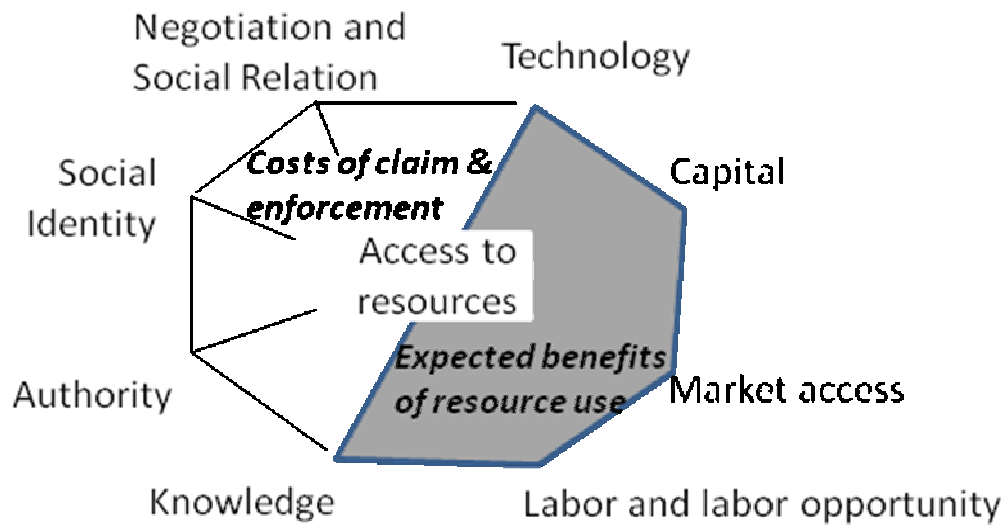 Negotiation and
Social Relation
Technology
Capital
Social
Identity
Costs of claim &
enforcement
Access to
resources
Expected benefits
of resource use
Market access
Authority
Knowledge
Labor and labor opportunity